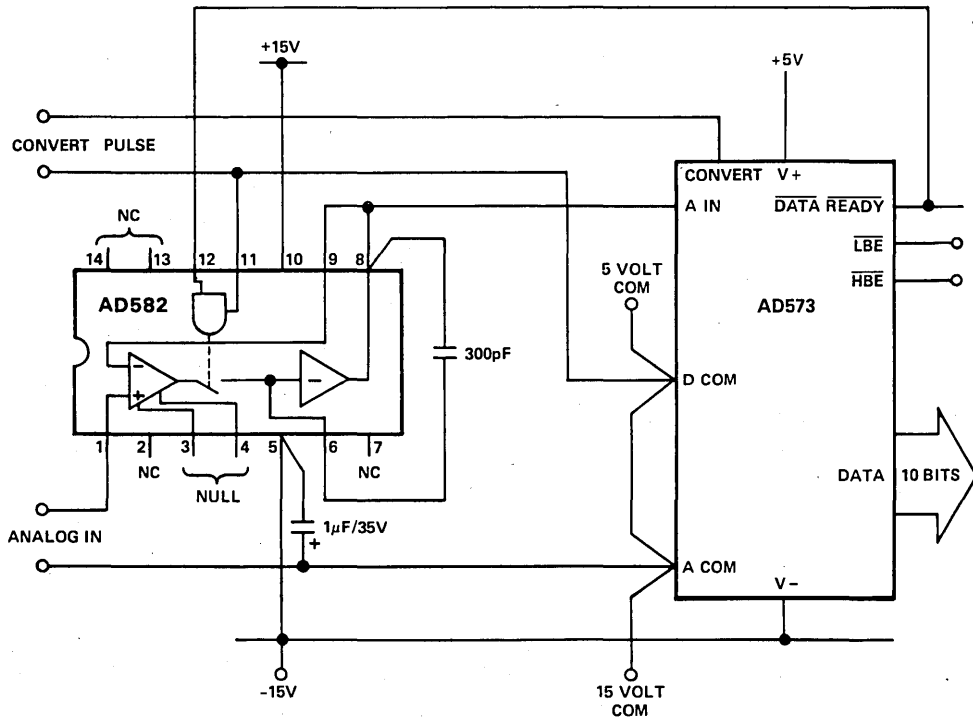 +15V
+5V
CONVERT PULSE
CONVERT V+
A IN
DATA READY
NC
14 13 12 11 10 9 8
LBE
5 VOLT
COM
HBE
AD582
AD573
300pF
−
−
+
D COM
1 2 3 4 5 6 7
NC
NC
NULL
DATA 10 BITS
1μF/35V
+
ANALOG IN
A COM
V−
-15V
15 VOLT
COM